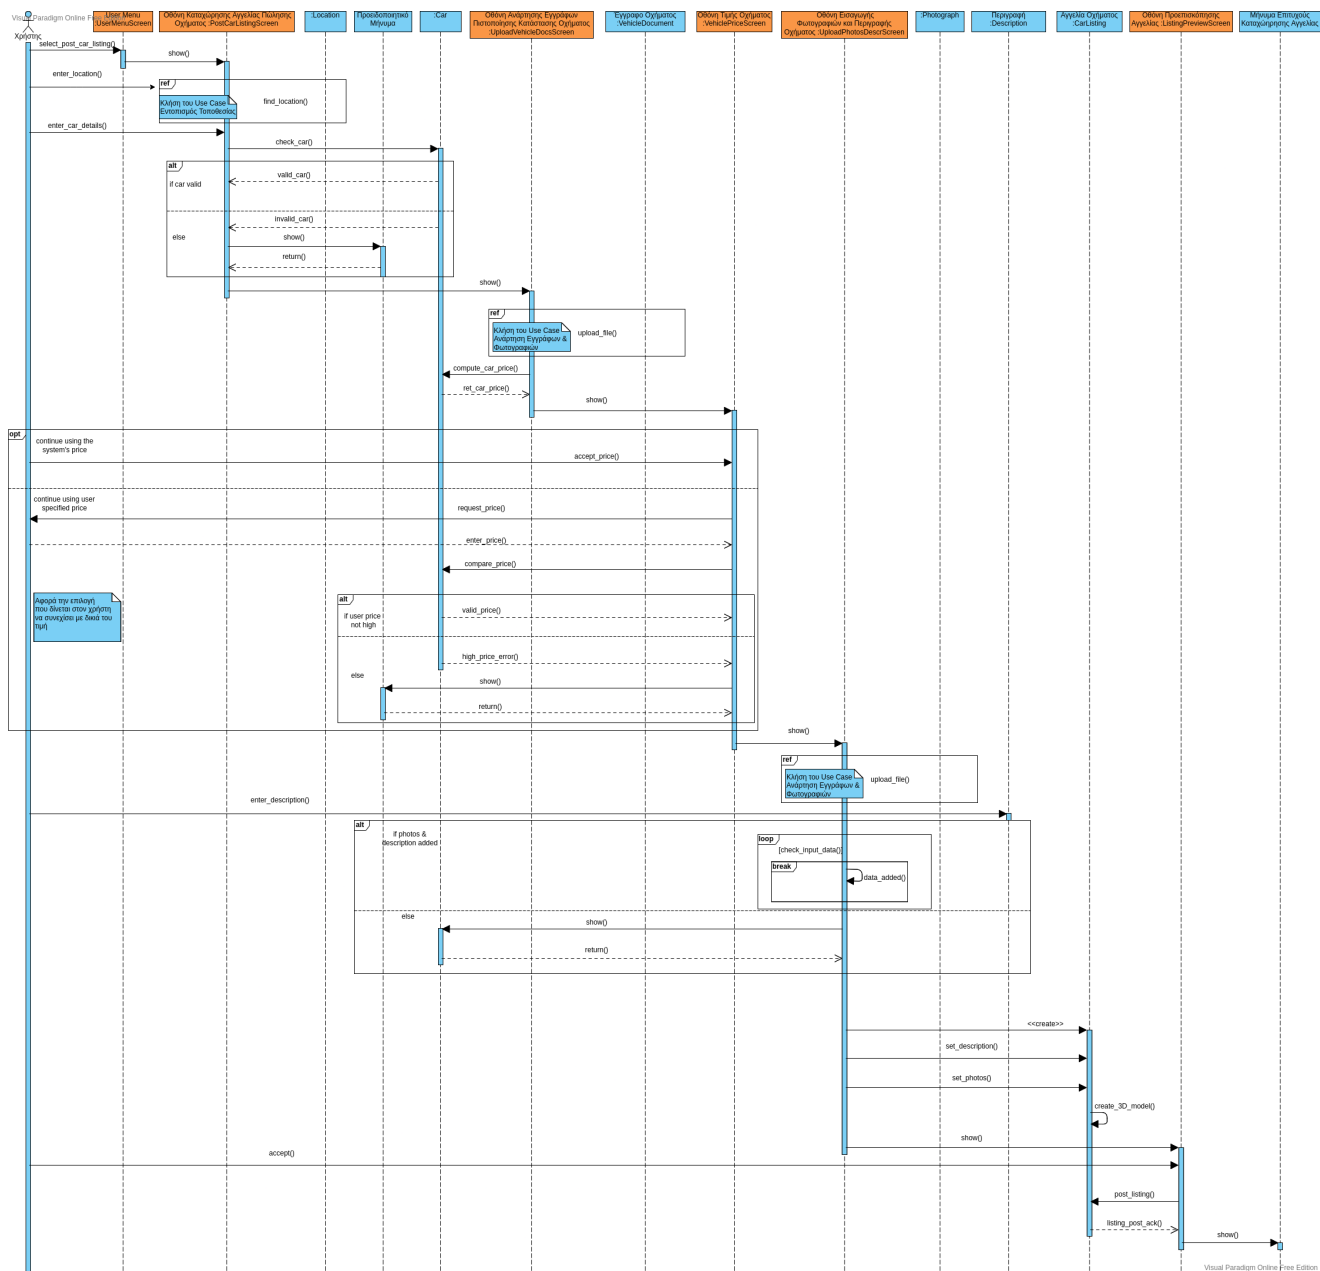 Visual Paradigm Online Free Edition
Χρήστης
User Menu
:UserMenuScreen
Οθόνη Καταχώρησης Αγγελίας Πώλησης
Οχήματος :PostCarListingScreen
:Location
Προειδοποιητικό
Μήνυμα
:Car
Οθόνη Ανάρτησης Εγγράφων
Πιστοποίησης Κατάστασης Οχήματος
:UploadVehicleDocsScreen
Έγγραφο Οχήματος
:VehicleDocument
Οθόνη Τιμής Οχήματος
:VehiclePriceScreen
Οθόνη Εισαγωγής
Φωτογραφιών και Περιγραφής
Οχήματος :UploadPhotosDescrScreen
:Photograph
Περιγραφή
:Description
Αγγελία Οχήματος
:CarListing
Οθόνη Προεπισκόπησης
Αγγελίας :ListingPreviewScreen
Μήνυμα Επιτυχούς
Καταχώρησης Αγγελίας
select_post_car_listing()
show()
enter_location()
ref
Κλήση του Use Case
Εντοπισμός Τοποθεσίας
find_location()
enter_car_details()
check_car()
alt
if car valid
valid_car()
invalid_car()
else
show()
return()
show()
ref
Κλήση του Use Case
Ανάρτηση Εγγράφων &
Φωτογραφιών
upload_file()
compute_car_price()
ret_car_price()
show()
opt
continue using the
system's price
accept_price()
continue using user
specified price
request_price()
enter_price()
compare_price()
Αφορά την επιλογή
που δίνεται στον χρήστη
να συνεχίσει με δικιά του
τιμή
alt
if user price
not high
valid_price()
high_price_error()
else
show()
return()
show()
ref
Κλήση του Use Case
Ανάρτηση Εγγράφων &
Φωτογραφιών
upload_file()
enter_description()
alt
if photos &
description added
loop
[check_input_data()]
break
data_added()
else
show()
return()
<<create>>
set_description()
set_photos()
create_3D_model()
show()
accept()
post_listing()
listing_post_ack()
show()
Visual Paradigm Online Free Edition